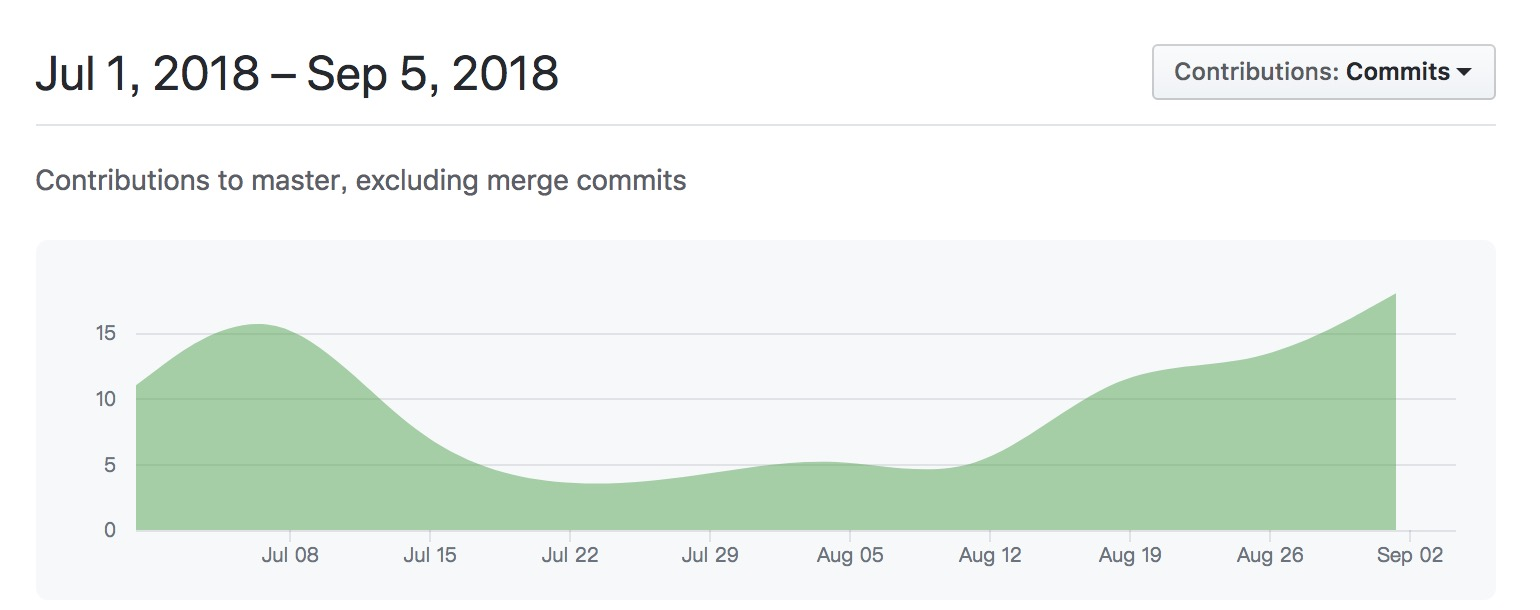 Jul 1, 2018 – Sep 5, 2018
Contributions: Commits
Contributions to master, excluding merge commits
15
10
5
0
Jul 08 Jul 15 Jul 22 Jul 29 Aug 05 Aug 12 Aug 19 Aug 26 Sep 02